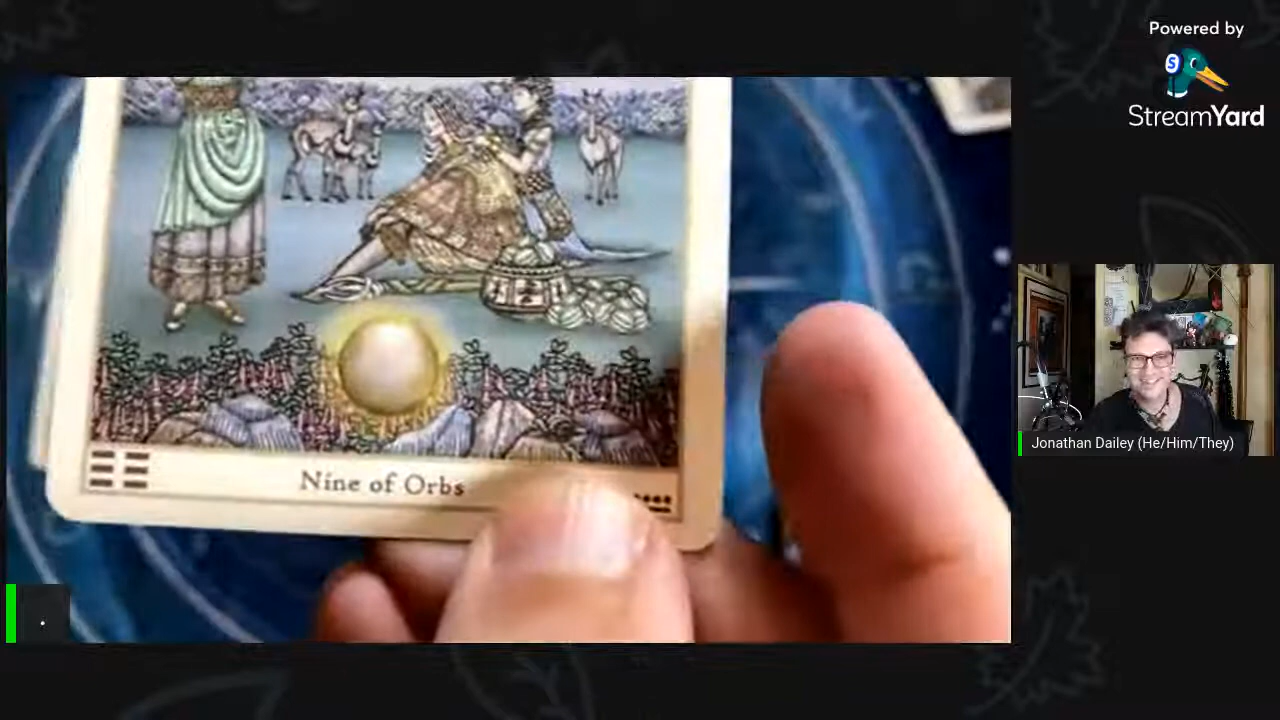 Powered by
S
StreamYard
Nine of Orbs
Jonathan Dailey (He/Him/They)
.